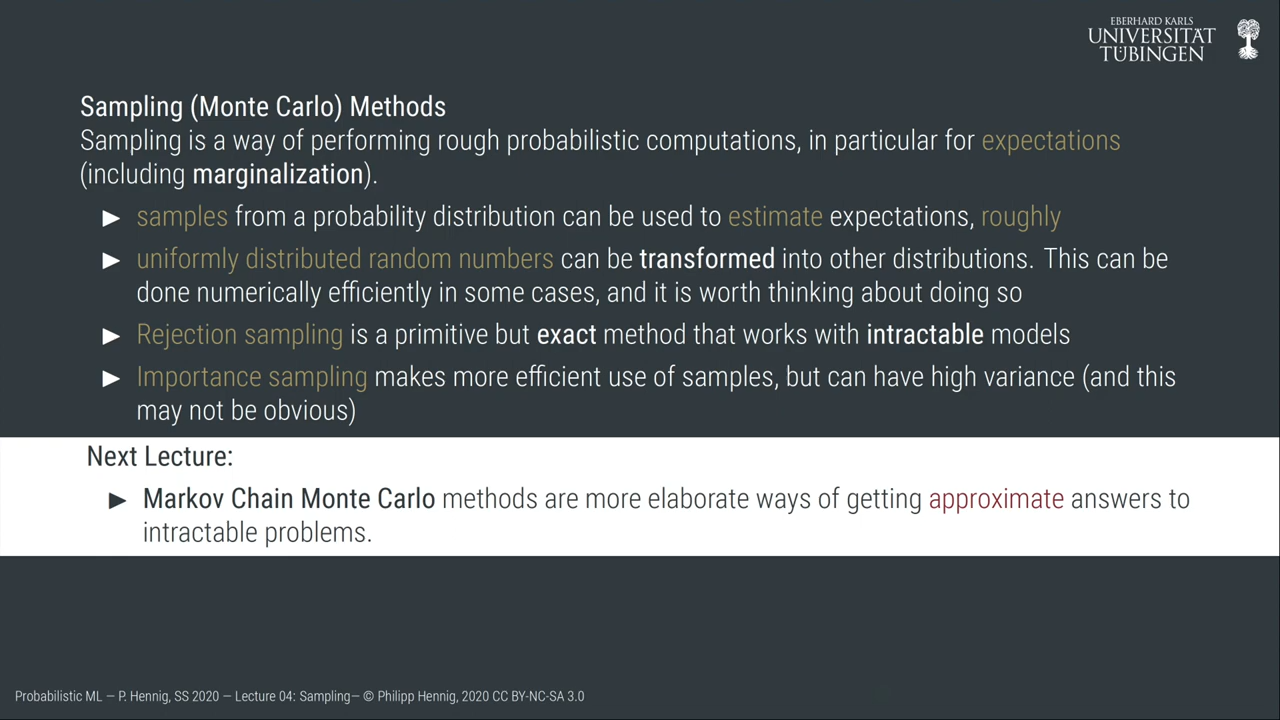 EBERHARD KARLS
UNIVERSITÄT
TÜBINGEN
Sampling (Monte Carlo) Methods
Sampling is a way of performing rough probabilistic computations, in particular for expectations
(including marginalization).
▶ samples from a probability distribution can be used to estimate expectations, roughly
▶ uniformly distributed random numbers can be transformed into other distributions. This can be
done numerically efficiently in some cases, and it is worth thinking about doing so
▶ Rejection sampling is a primitive but exact method that works with intractable models
▶ Importance sampling makes more efficient use of samples, but can have high variance (and this
may not be obvious)
Next Lecture:
▶ Markov Chain Monte Carlo methods are more elaborate ways of getting approximate answers to
intractable problems.
Probabilistic ML — P. Hennig, SS 2020 — Lecture 04: Sampling— © Philipp Hennig, 2020 CC BY-NC-SA 3.0